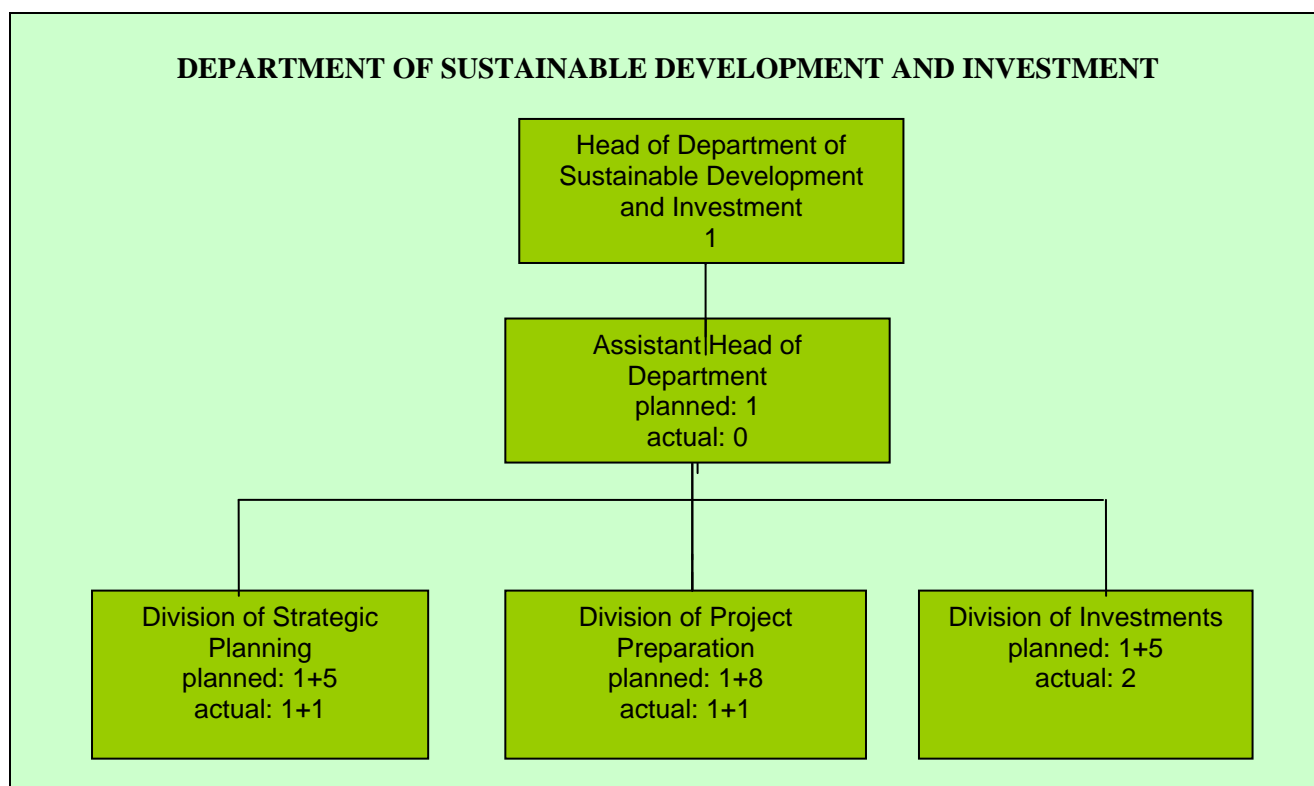 DEPARTMENT OF SUSTAINABLE DEVELOPMENT AND INVESTMENT
Head of Department of
Sustainable Development
and Investment
1
Assistant Head of
Department
planned: 1
actual: 0
Division of Strategic
Planning
planned: 1+5
actual: 1+1
Division of Project
Preparation
planned: 1+8
actual: 1+1
Division of Investments
planned: 1+5
actual: 2